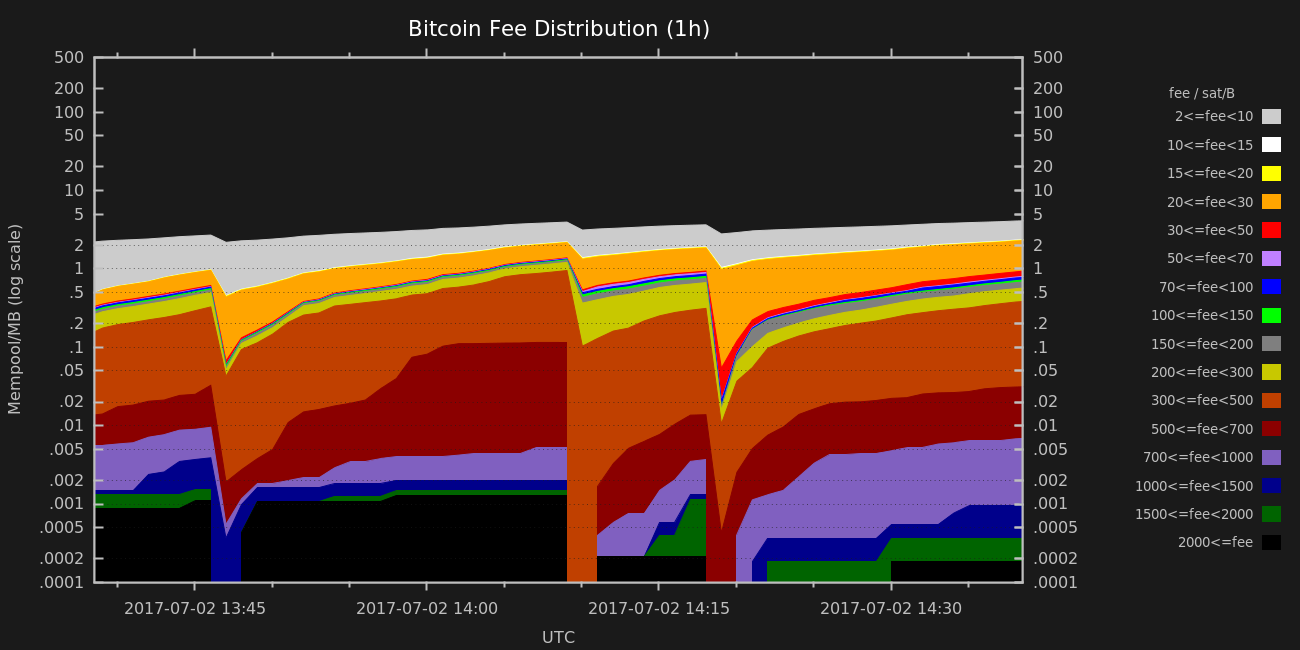 Bitcoin Fee Distribution (1h)
500 500
200 200
100 100
50 50
20 20
10 10
5 5
2 2
1 1
.5 .5
.2 .2
.1 .1
.05 .05
.02 .02
.01 .01
.005 .005
.002 .002
.001 .001
.0005 .0005
.0002 .0002
.0001 .0001
Mempool/MB (log scale)
2017-07-02 13:45 2017-07-02 14:00 2017-07-02 14:15 2017-07-02 14:30
UTC
fee / sat/B
2<=fee<10
10<=fee<15
15<=fee<20
20<=fee<30
30<=fee<50
50<=fee<70
70<=fee<100
100<=fee<150
150<=fee<200
200<=fee<300
300<=fee<500
500<=fee<700
700<=fee<1000
1000<=fee<1500
1500<=fee<2000
2000<=fee